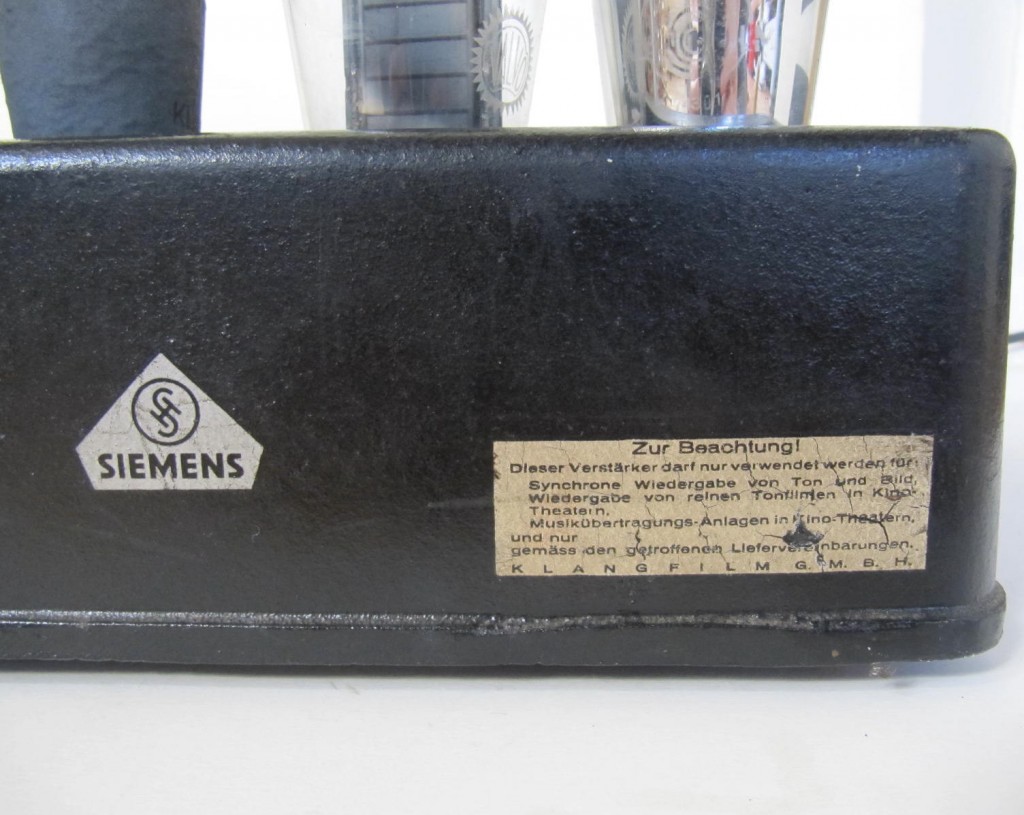 SIEMENS
Zur Beachtung!
Dieser Verstärker darf nur verwendet werden für:
Synchrone Wiedergabe von Ton und Bild,
Wiedergabe von reinen Tonfilmen in Kino-
Theatern,
Musikübertragungs-Anlagen in Kino-Theatern,
und nur
gemäss den getroffenen Liefervereinbarungen.
KLANGFILM G. M. B. H.